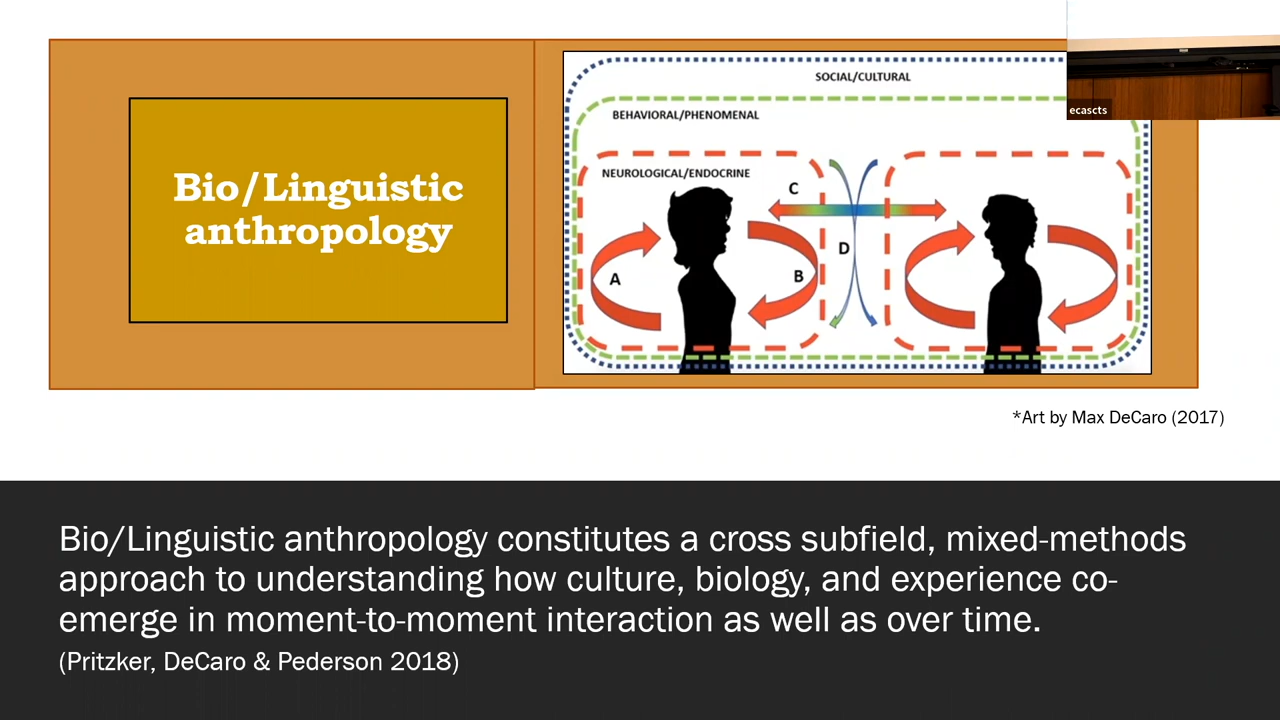 Bio/Linguistic
anthropology
SOCIAL/CULTURAL
BEHAVIORAL/PHENOMENAL
NEUROLOGICAL/ENDOCRINE
C
D
A
B
ecascts
*Art by Max DeCaro (2017)
Bio/Linguistic anthropology constitutes a cross subfield, mixed-methods
approach to understanding how culture, biology, and experience co-
emerge in moment-to-moment interaction as well as over time.
(Pritzker, DeCaro & Pederson 2018)